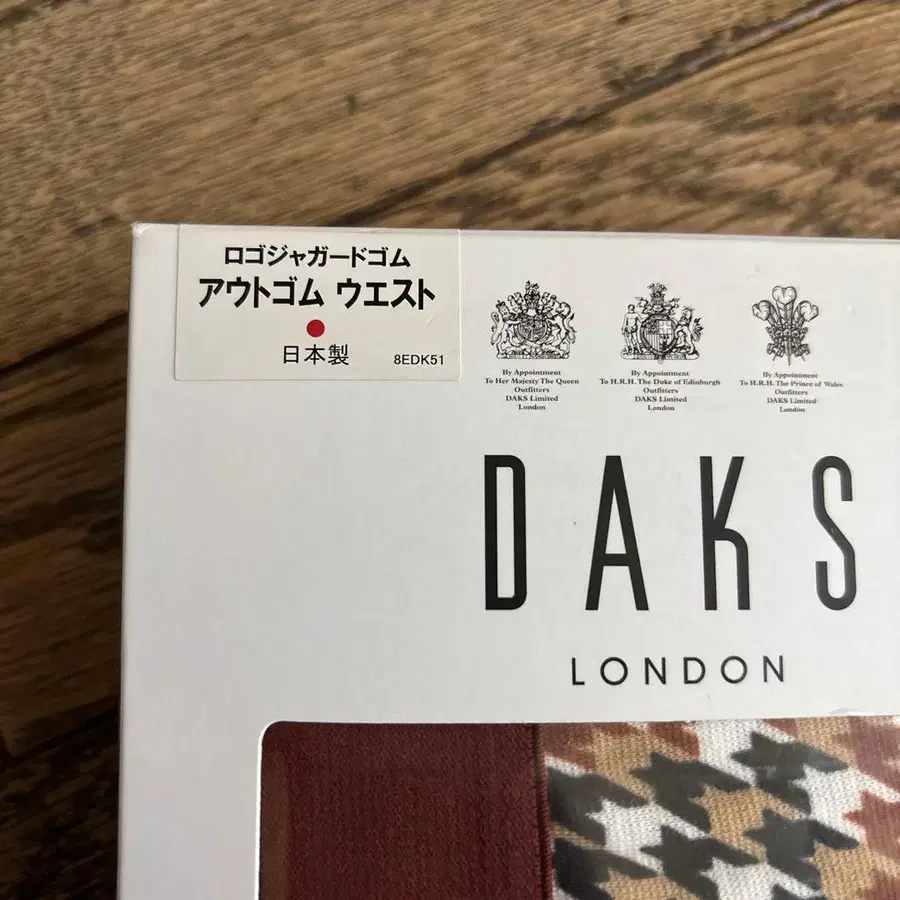 ロゴジャガードゴム
アウトゴム ウエスト
日本製 8EDK51
By Appointment
To Her Majesty The Queen
Outfitters
DAKS Limited
London
By Appointment
To H.R.H. The Duke of Edinburgh
Outfitters
DAKS Limited
London
By Appointment
To H.R.H. The Prince of Wales
Outfitters
DAKS Limited
London
DAKS
LONDON